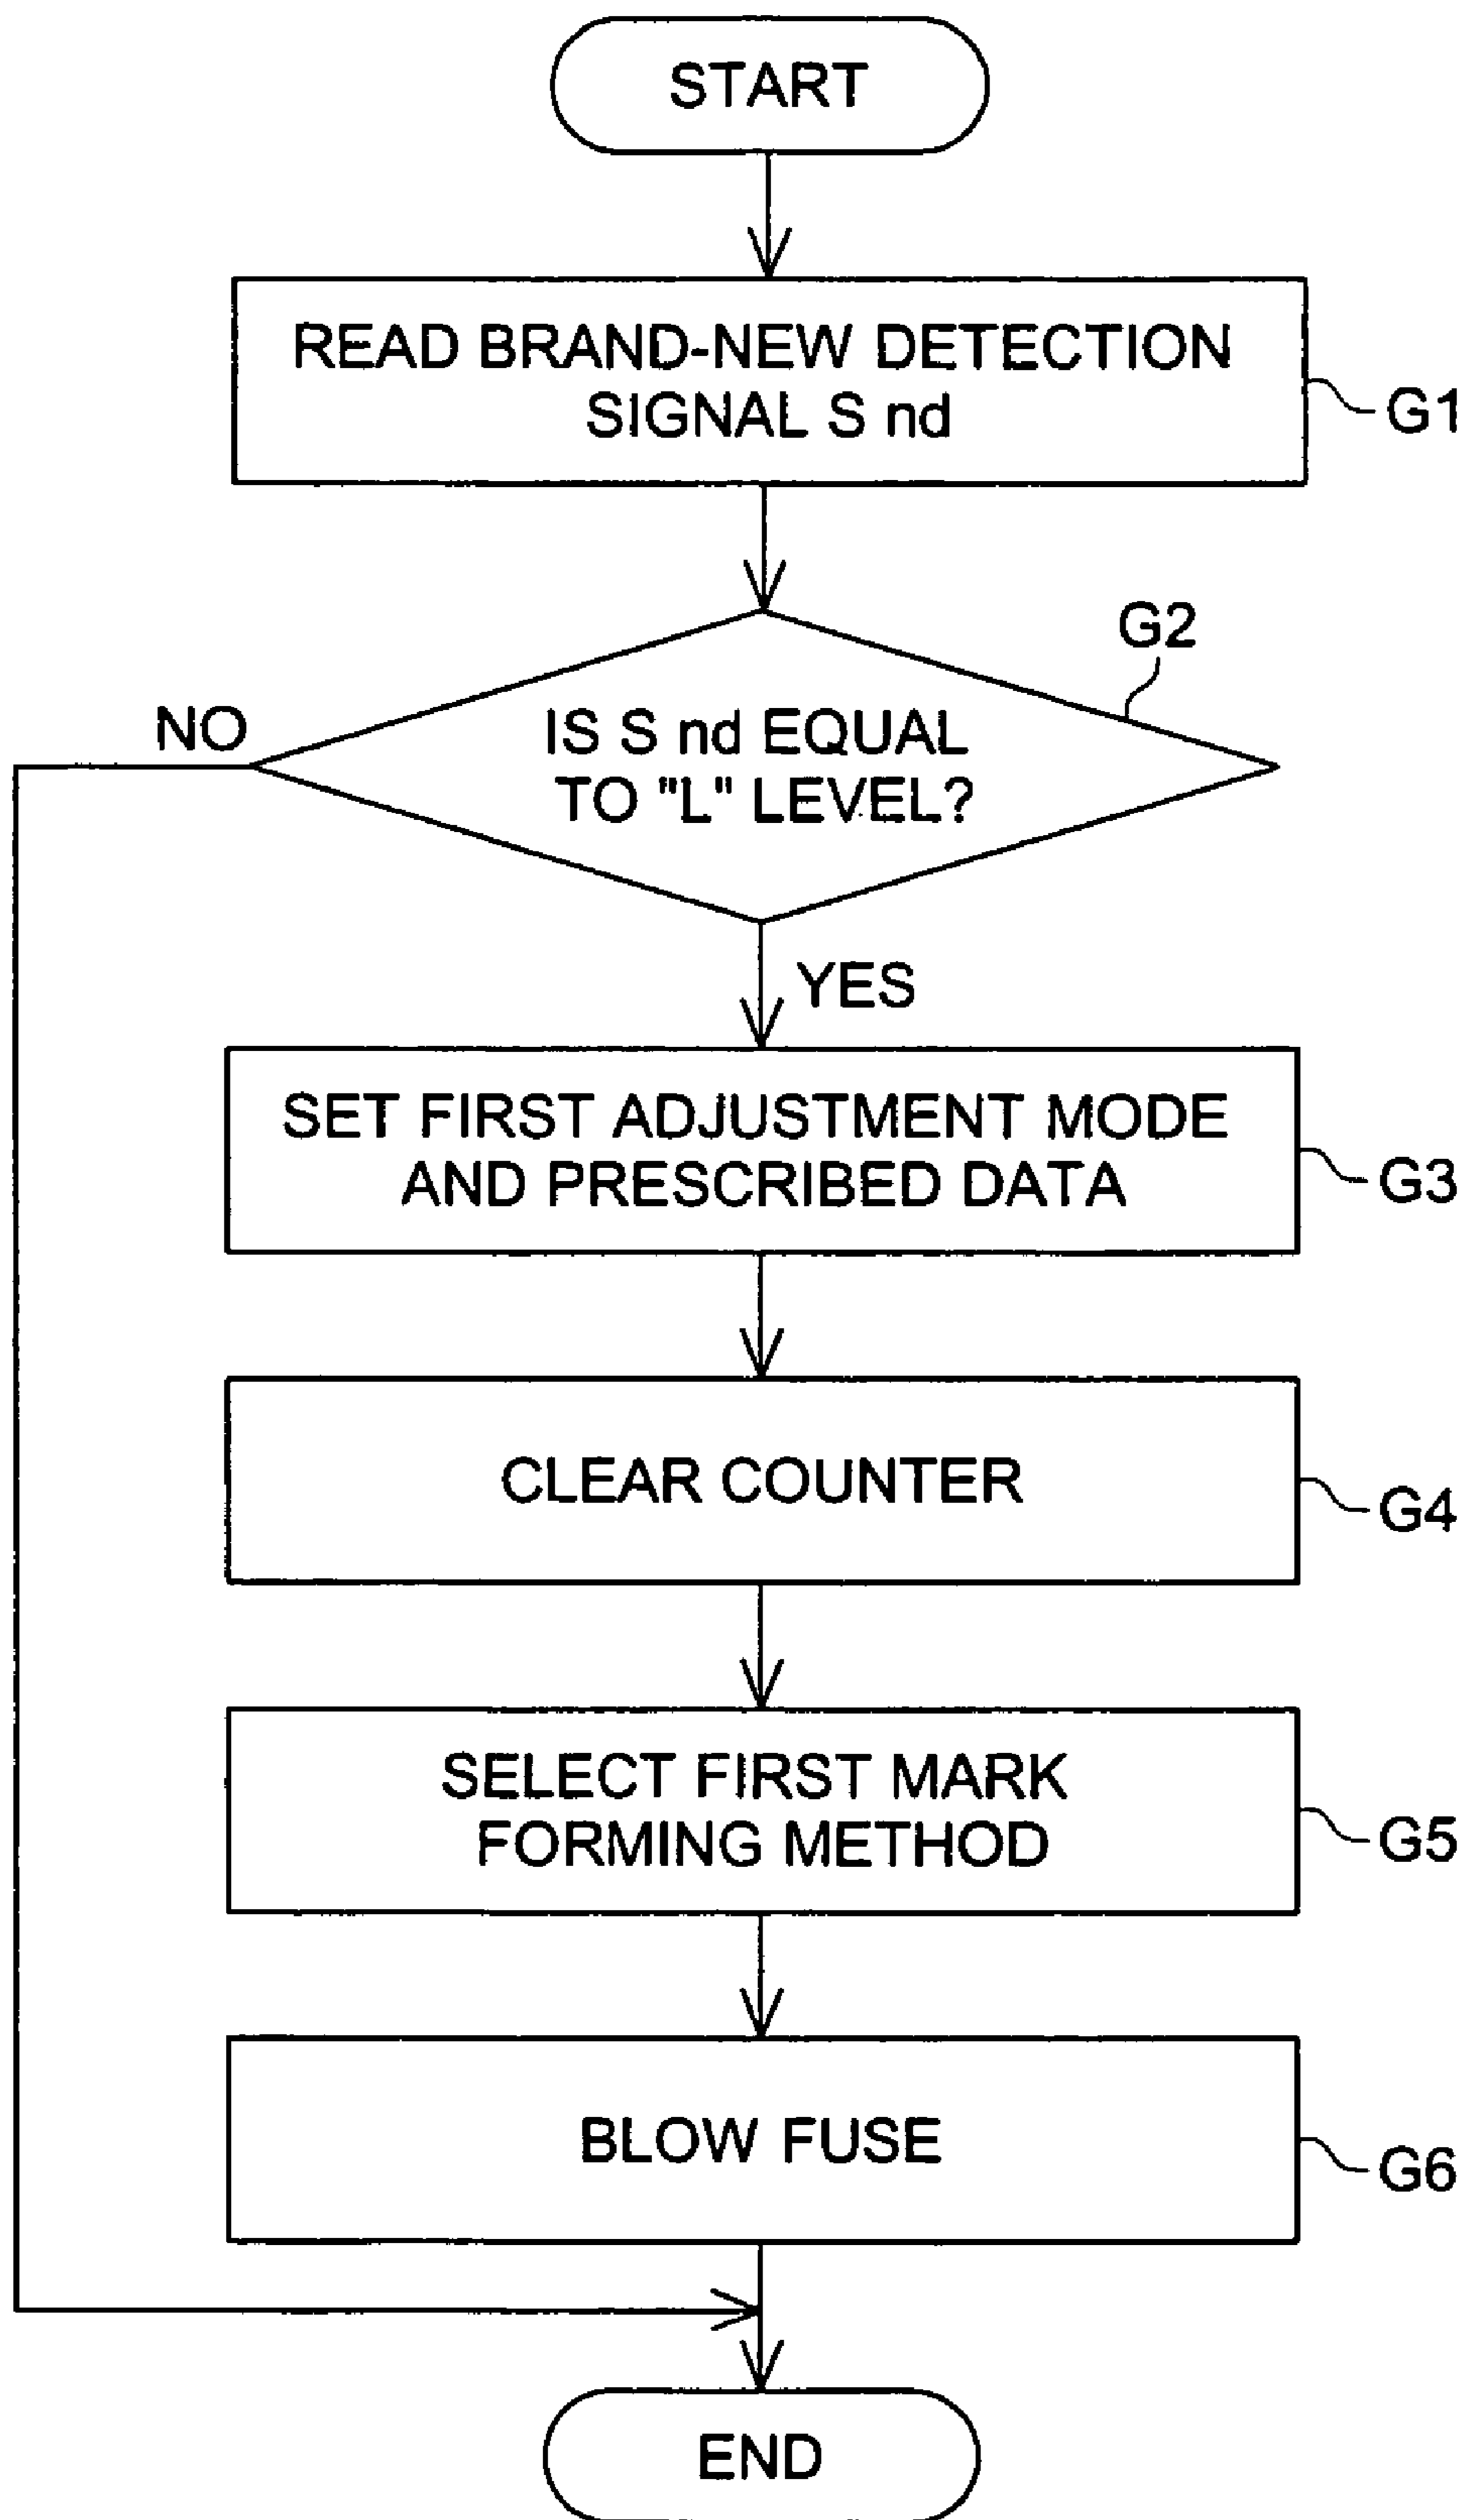 START
READ BRAND-NEW DETECTION
SIGNAL S nd
G1
G2
NO
IS S nd EQUAL
TO "L" LEVEL?
YES
SET FIRST ADJUSTMENT MODE
AND PRESCRIBED DATA
G3
CLEAR COUNTER
G4
SELECT FIRST MARK
FORMING METHOD
G5
BLOW FUSE
G6
END